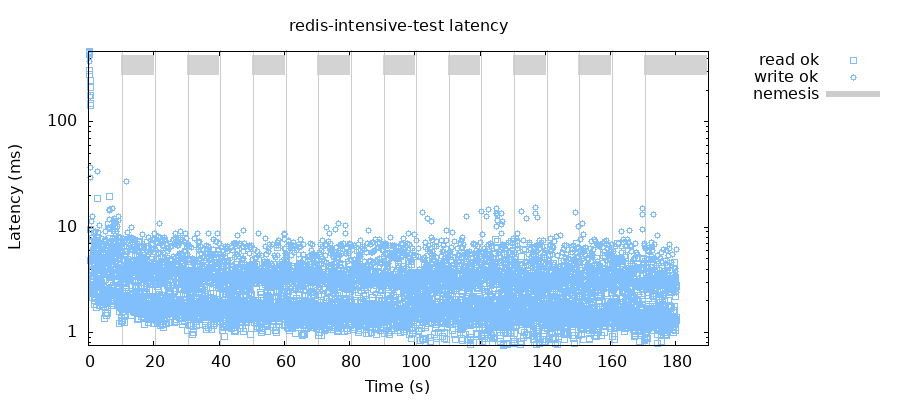 redis-intensive-test latency
read ok
write ok
nemesis
Latency (ms)
100
10
1
0 20 40 60 80 100 120 140 160 180
Time (s)